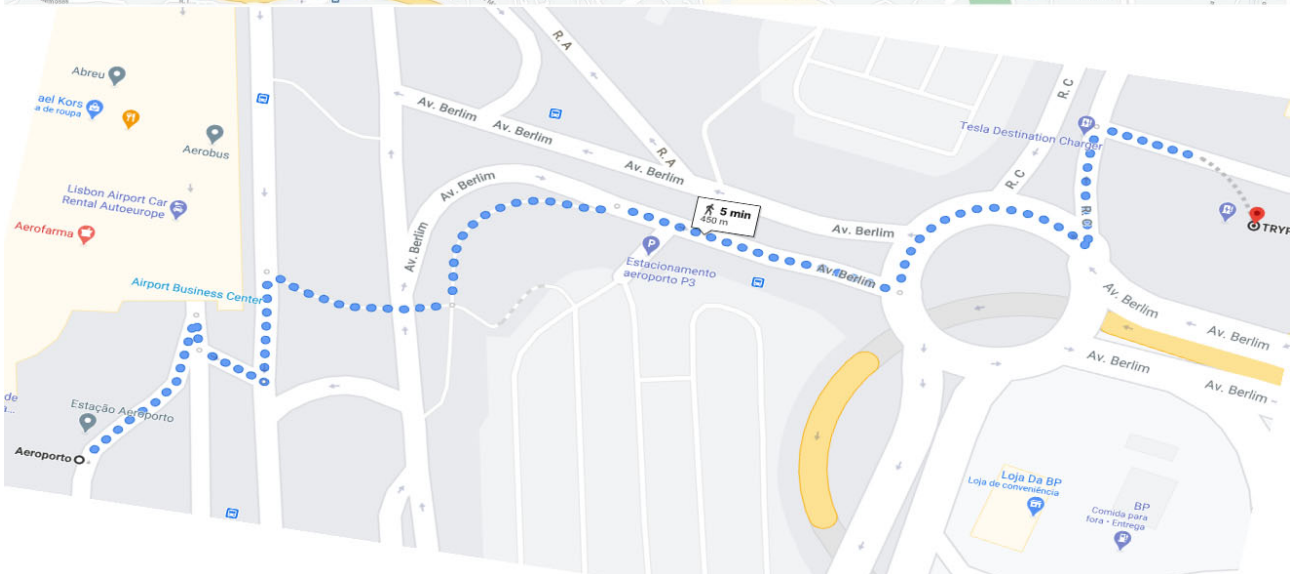 R. A
Abreu
ael Kors
a de roupa
Av. Berlim
Av. Berlim
R. C
Tesla Destination Charger
Aerobus
R. A
Av. Berlim
Av. Berlim
R. C
Lisbon Airport Car
Rental Autoeurope
5 min
450 m
TRYP
Aerofarma
Av. Berlim
Av. Berlim
P
Estacionamento
aeroporto P3
Av. Berlim
Airport Business Center
Av. Berlim
Av. Berlim
Av. Berlim
Av. Berlim
de
a...
Estação Aeroporto
Aeroporto
Loja Da BP
Loja de conveniência
BP
Comida para
fora • Entrega